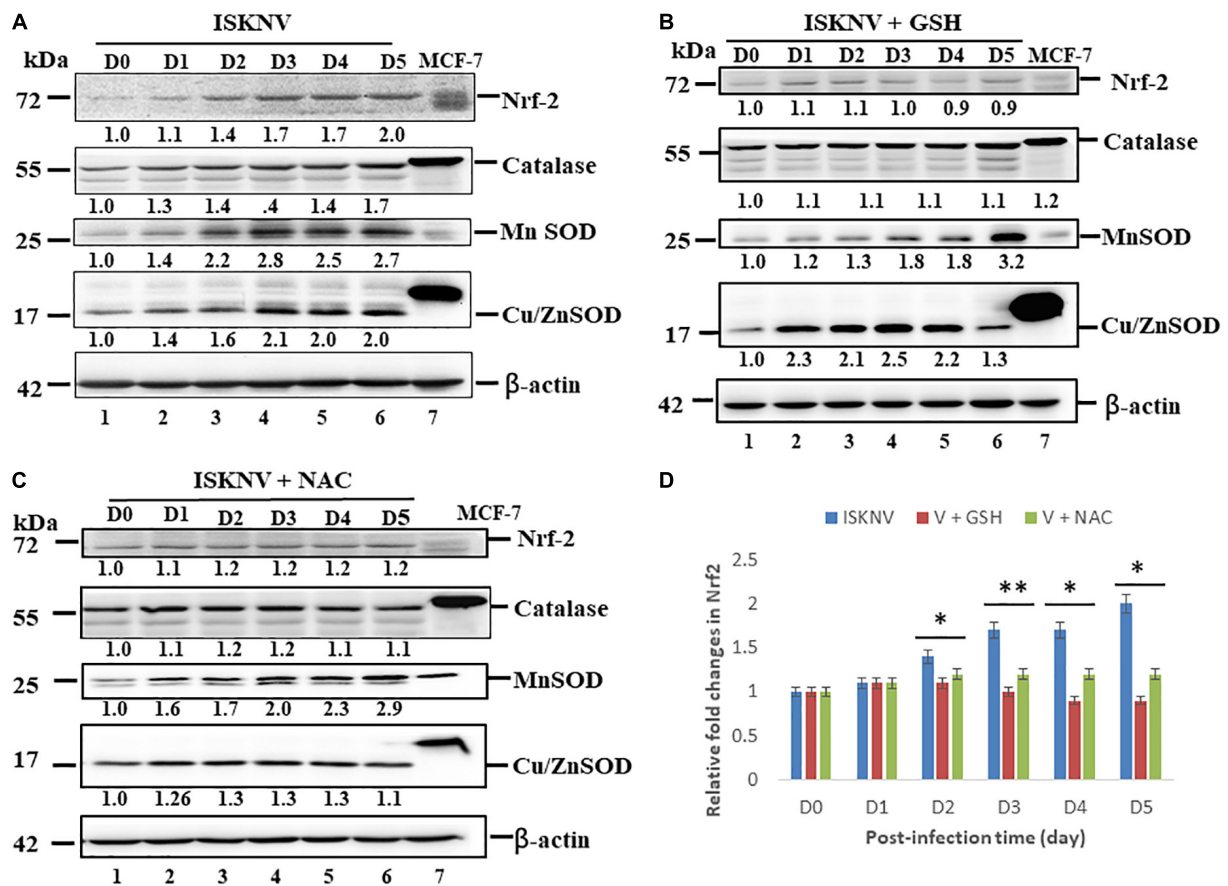 A
ISKNV
kDa D0 D1 D2 D3 D4 D5 MCF-7
72 Nrf-2
1.0 1.1 1.4 1.7 1.7 2.0
55 Catalase
1.0 1.3 1.4 .4 1.4 1.7
25 Mn SOD
1.0 1.4 2.2 2.8 2.5 2.7
17 Cu/ZnSOD
1.0 1.4 1.6 2.1 2.0 2.0
42 β-actin
1 2 3 4 5 6 7
B
ISKNV + GSH
kDa D0 D1 D2 D3 D4 D5 MCF-7
72 Nrf-2
1.0 1.1 1.1 1.0 0.9 0.9
55 Catalase
1.0 1.1 1.1 1.1 1.1 1.2
25 MnSOD
1.0 1.2 1.3 1.8 1.8 3.2
17 Cu/ZnSOD
1.0 2.3 2.1 2.5 2.2 1.3
42 β-actin
1 2 3 4 5 6 7
C
ISKNV + NAC
kDa D0 D1 D2 D3 D4 D5 MCF-7
72 Nrf-2
1.0 1.1 1.2 1.2 1.2 1.2
55 Catalase
1.0 1.1 1.2 1.2 1.1 1.1
25 MnSOD
1.0 1.6 1.7 2.0 2.3 2.9
17 Cu/ZnSOD
1.0 1.26 1.3 1.3 1.3 1.1
42 β-actin
1 2 3 4 5 6 7
D
ISKNV V + GSH V + NAC
Relative fold changes in Nrf2
2.5
2
1.5
1
0.5
0
* ** * *
D0 D1 D2 D3 D4 D5
Post-infection time (day)